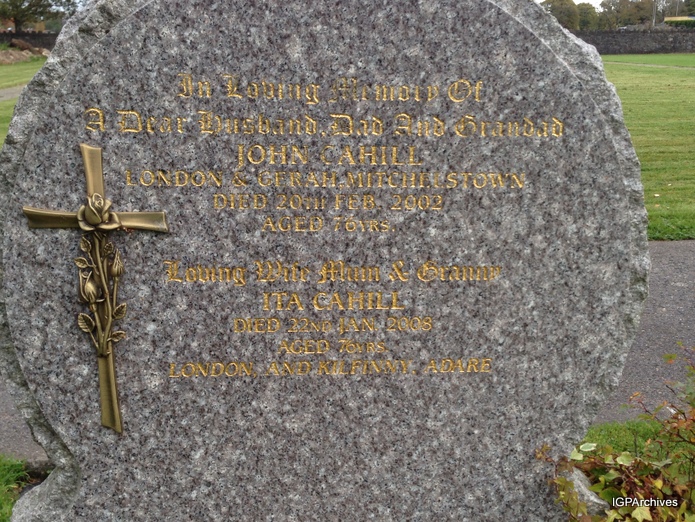 In Loving Memory Of
A Dear Husband, Dad And Grandad
JOHN CAHILL
LONDON & GERAH, MITCHELSTOWN
DIED 20TH FEB. 2002
AGED 76YRS.
Loving Wife Mum & Granny
ITA CAHILL
DIED 22ND JAN. 2008
AGED 76YRS.
LONDON, AND KILFINNY, ADARE
IGPArchives